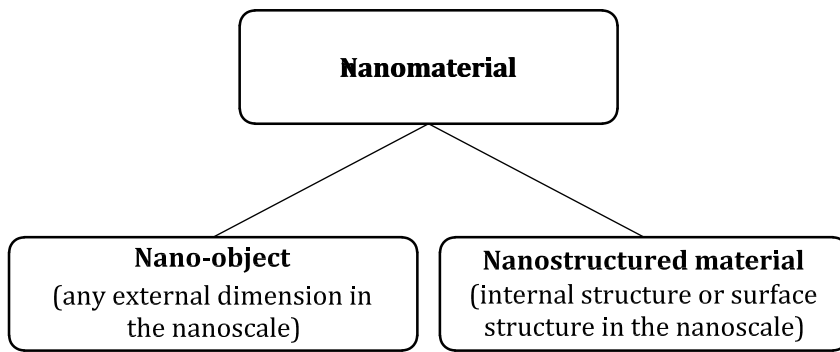 Nanomaterial
Nano-object
(any external dimension in
the nanoscale)
Nanostructured material
(internal structure or surface
structure in the nanoscale)